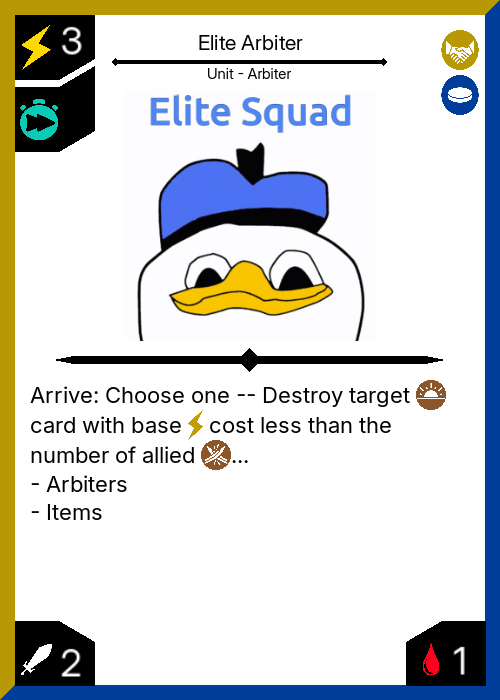 3
Elite Arbiter
Unit - Arbiter
Elite Squad
Arrive: Choose one -- Destroy target
card with base cost less than the
number of allied ...
- Arbiters
- Items
2
1